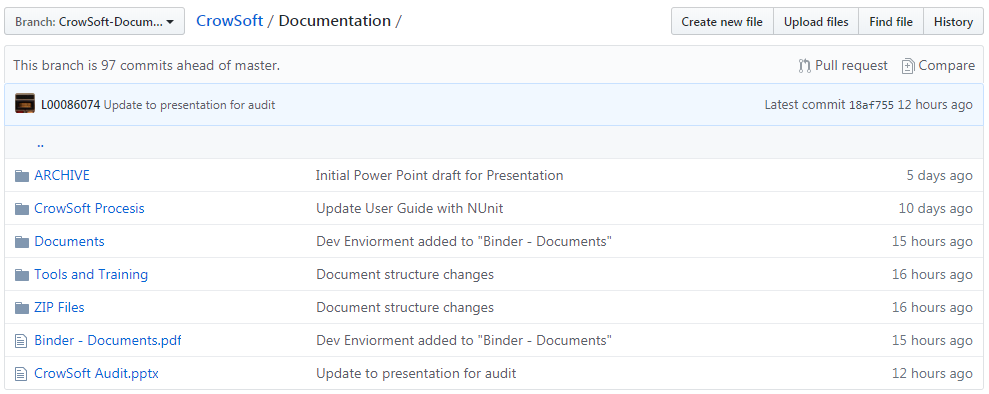 Branch: CrowSoft-Docum... CrowSoft / Documentation / Create new file Upload files Find file History
This branch is 97 commits ahead of master. Pull request Compare
L00086074 Update to presentation for audit Latest commit 18af755 12 hours ago
..
ARCHIVE Initial Power Point draft for Presentation 5 days ago
CrowSoft Procesis Update User Guide with NUnit 10 days ago
Documents Dev Enviorment added to "Binder - Documents" 15 hours ago
Tools and Training Document structure changes 16 hours ago
ZIP Files Document structure changes 16 hours ago
Binder - Documents.pdf Dev Enviorment added to "Binder - Documents" 15 hours ago
CrowSoft Audit.pptx Update to presentation for audit 12 hours ago